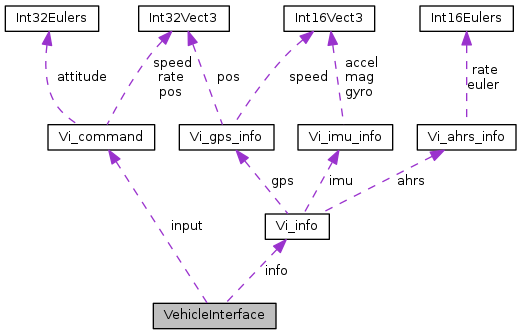 Int32Eulers
Int32Vect3
Int16Vect3
Int16Eulers
attitude
speed
rate
pos
pos
speed
accel
mag
gyro
rate
euler
Vi_command
Vi_gps_info
Vi_imu_info
Vi_ahrs_info
gps
imu
ahrs
input
Vi_info
info
VehicleInterface